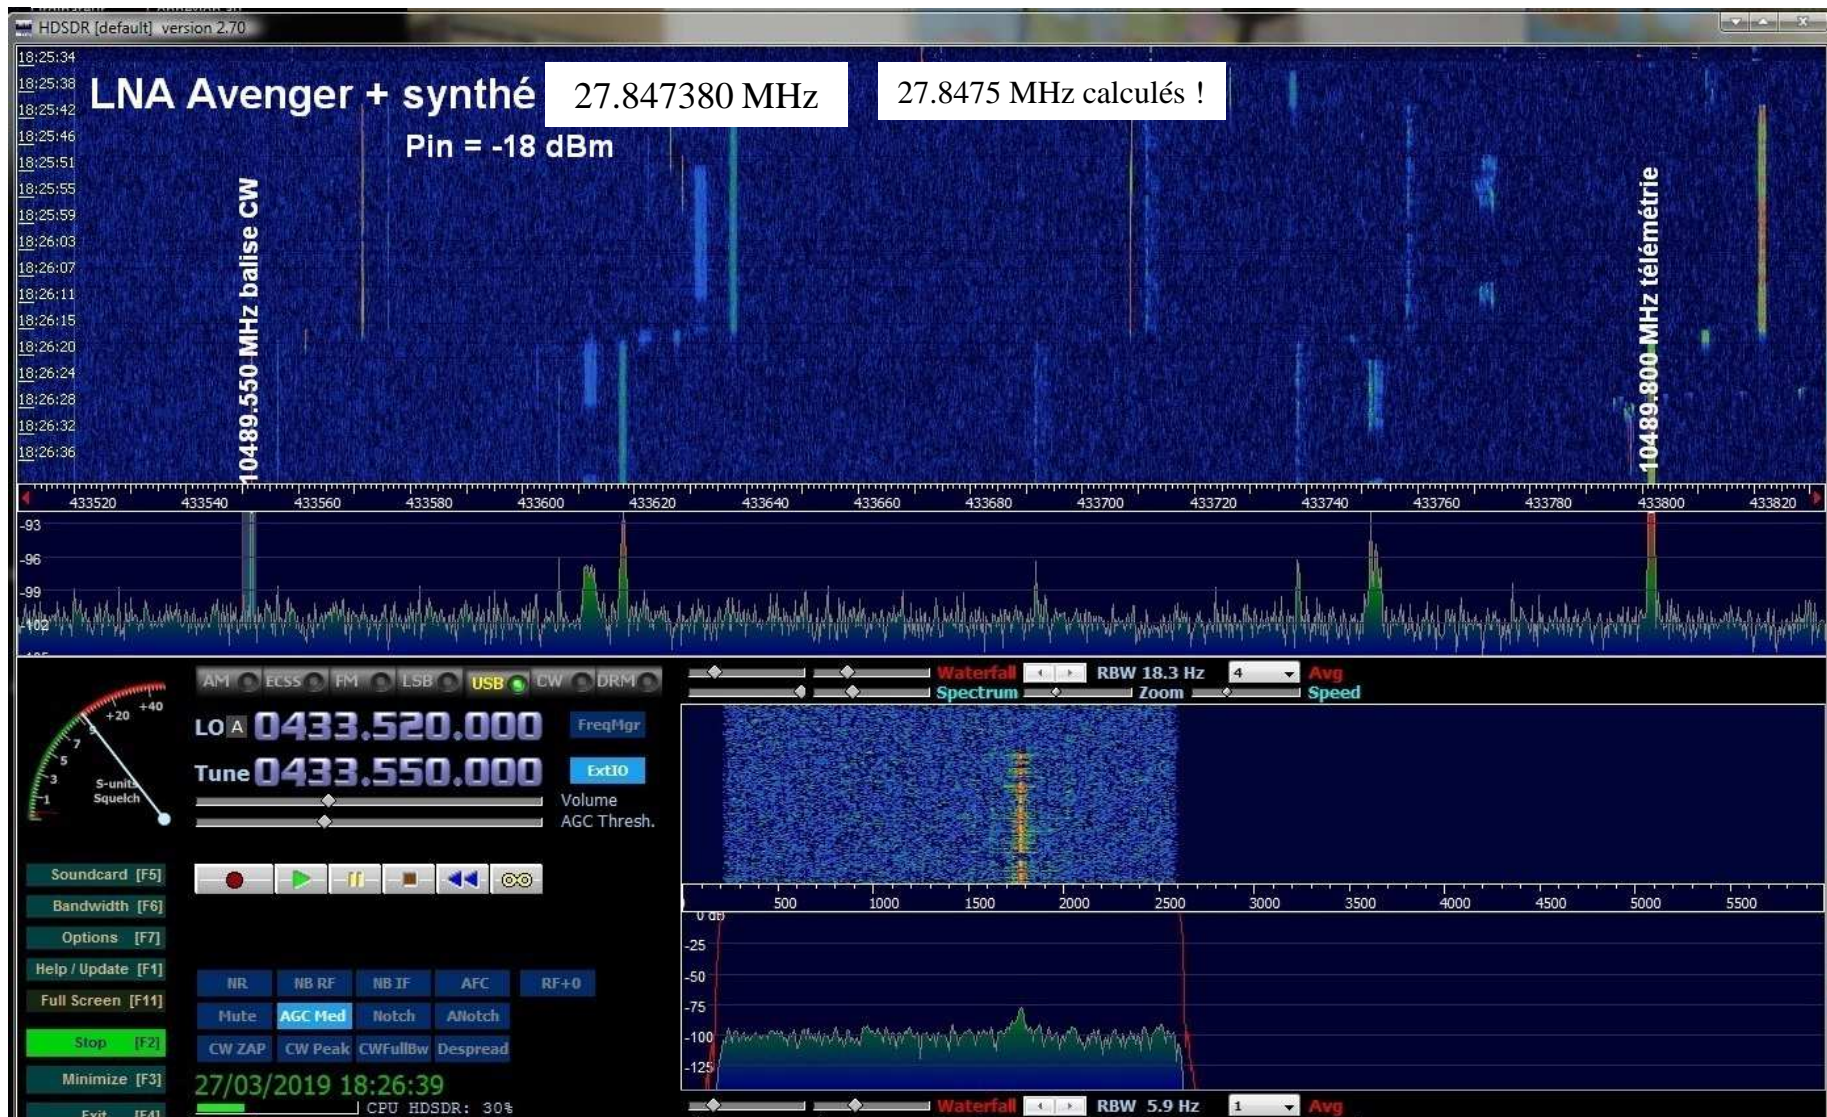 HDSDR [default] version 2.70
18:25:34
18:25:38
18:25:42
18:25:46
18:25:51
18:25:55
18:25:59
18:26:03
18:26:07
18:26:11
18:26:15
18:26:20
18:26:24
18:26:28
18:26:32
18:26:36
LNA Avenger + synthé
27.847380 MHz
27.8475 MHz calculés !
Pin = -18 dBm
10489.550 MHz balise CW
10489.800 MHz télémétrie
433520 433540 433560 433580 433600 433620 433640 433660 433680 433700 433720 433740 433760 433780 433800 433820
-93
-96
-99
-102
-105
AM ECSS FM LSB USB CW DRM
+20 +40
9
7
5
3
1
S-units
Squelch
LO A 0433.520.000
FreqMgr
Tune 0433.550.000
ExtIO
Volume
AGC Thresh.
Soundcard [F5]
Bandwidth [F6]
Options [F7]
Help / Update [F1]
Full Screen [F11]
Stop [F2]
Minimize [F3]
Exit [F4]
NR NB RF NB IF AFC RF+0
Mute AGC Med Notch ANotch
CW ZAP CW Peak CWFullBw Despread
27/03/2019 18:26:39
CPU HDSDR: 30%
Waterfall RBW 18.3 Hz 4 Avg
Spectrum Zoom Speed
500 1000 1500 2000 2500 3000 3500 4000 4500 5000 5500
0 dB
-25
-50
-75
-100
-125
Waterfall RBW 5.9 Hz 1 Avg